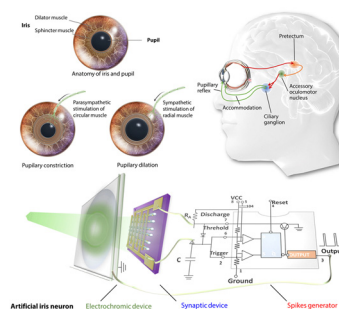 Iris
Dilator muscle
Sphincter muscle
Pupil
Anatomy of iris and pupil
Parasympathetic
stimulation of
circular muscle
Sympathetic
stimulation of
radial muscle
Pupillary constriction
Pupillary dilation
Pretectum
Pupillary
reflex
Accommodation
Accessory
oculomotor
nucleus
Ciliary
ganglion
VCC
Reset
Discharge
Threhold
Trigger
Output
OUTPUT
C
Ground
Artificial iris neuron
Electrochromic device
Synaptic device
Spikes generator